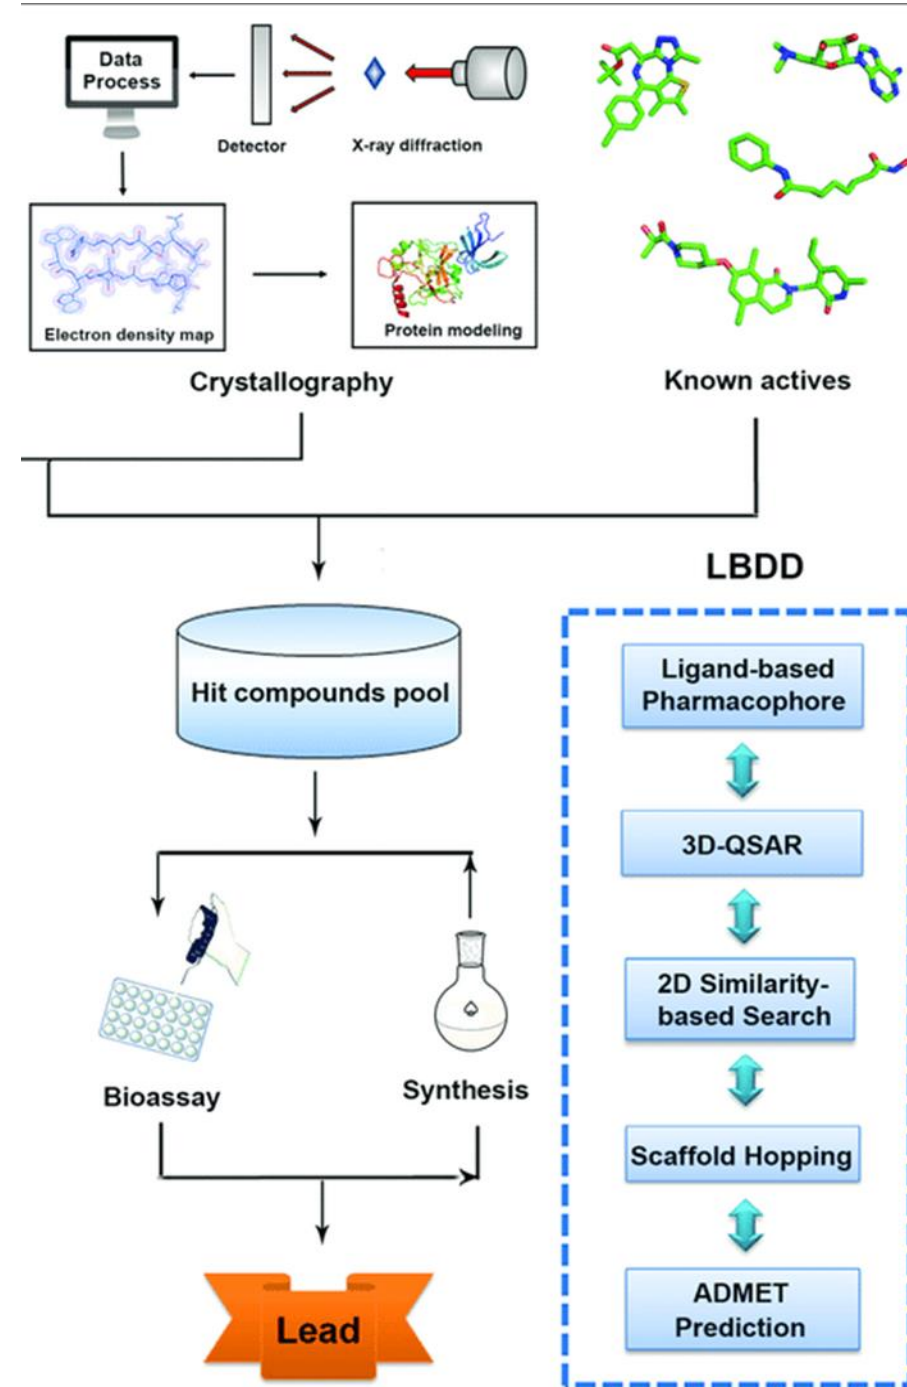 Data
Process
Detector
X-ray diffraction
Electron density map
Protein modeling
Crystallography
Known actives
Hit compounds pool
Bioassay
Synthesis
Lead
LBDD
Ligand-based
Pharmacophore
3D-QSAR
2D Similarity-
based Search
Scaffold Hopping
ADMET
Prediction